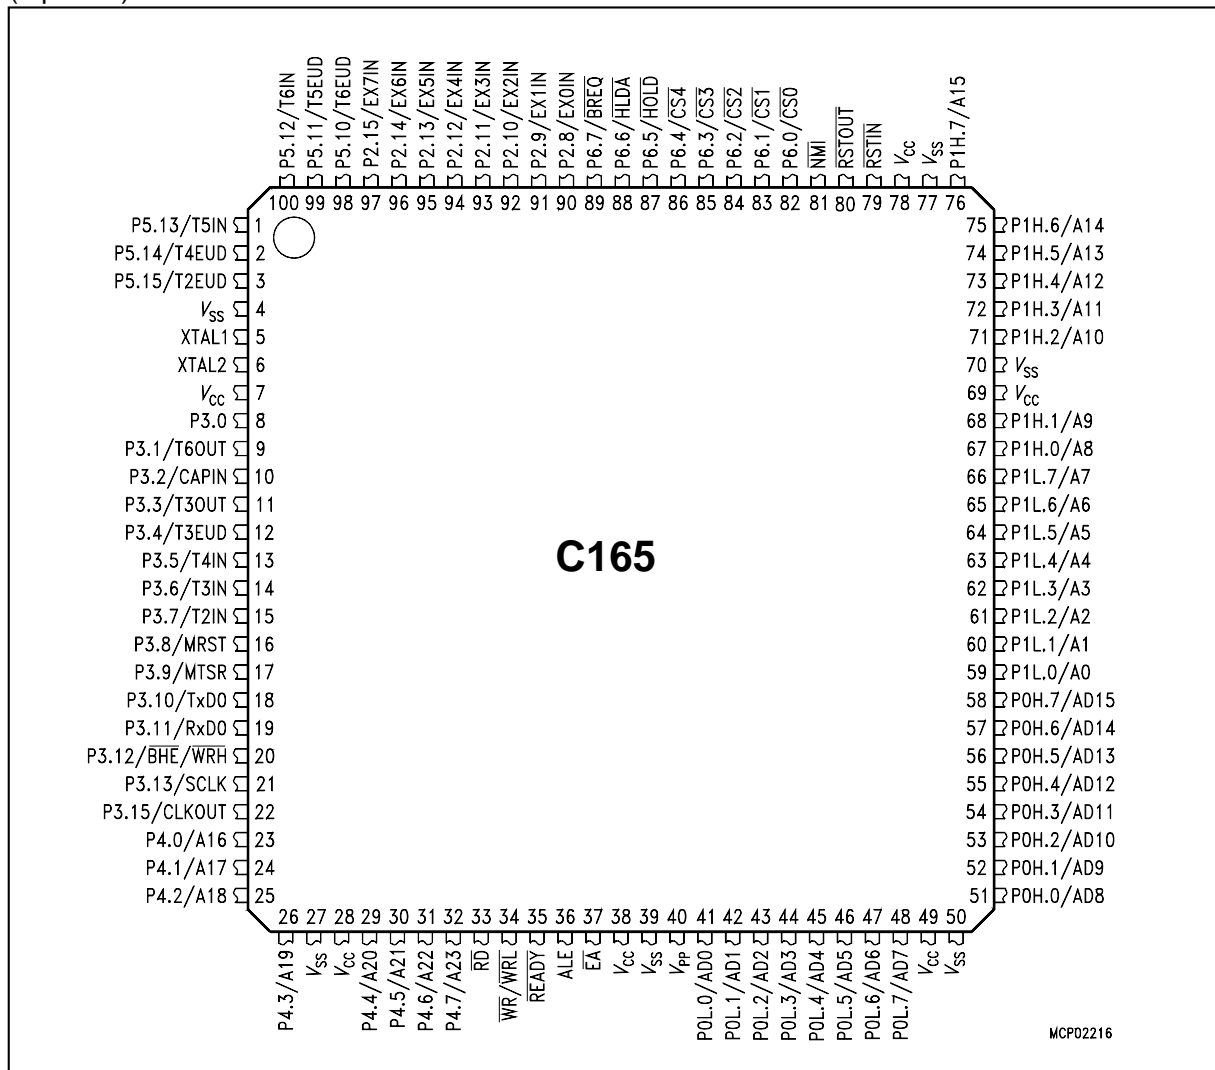 P5.12/T6IN
P5.11/T5EUD
P5.10/T6EUD
P2.15/EX7IN
P2.14/EX6IN
P2.13/EX5IN
P2.12/EX4IN
P2.11/EX3IN
P2.10/EX2IN
P2.9/EX1IN
P2.8/EX0IN
P6.7/BREQ
P6.6/HLDA
P6.5/HOLD
P6.4/CS4
P6.3/CS3
P6.2/CS2
P6.1/CS1
P6.0/CS0
NMI
RSTOUT
RSTIN
VCC
VSS
P1H.7/A15
100 99 98 97 96 95 94 93 92 91 90 89 88 87 86 85 84 83 82 81 80 79 78 77 76
P5.13/T5IN 1
P5.14/T4EUD 2
P5.15/T2EUD 3
VSS 4
XTAL1 5
XTAL2 6
VCC 7
P3.0 8
P3.1/T6OUT 9
P3.2/CAPIN 10
P3.3/T3OUT 11
P3.4/T3EUD 12
P3.5/T4IN 13
P3.6/T3IN 14
P3.7/T2IN 15
P3.8/MRST 16
P3.9/MTSR 17
P3.10/TxD0 18
P3.11/RxD0 19
P3.12/BHE/WRH 20
P3.13/SCLK 21
P3.15/CLKOUT 22
P4.0/A16 23
P4.1/A17 24
P4.2/A18 25
C165
75 P1H.6/A14
74 P1H.5/A13
73 P1H.4/A12
72 P1H.3/A11
71 P1H.2/A10
70 VSS
69 VCC
68 P1H.1/A9
67 P1H.0/A8
66 P1L.7/A7
65 P1L.6/A6
64 P1L.5/A5
63 P1L.4/A4
62 P1L.3/A3
61 P1L.2/A2
60 P1L.1/A1
59 P1L.0/A0
58 P0H.7/AD15
57 P0H.6/AD14
56 P0H.5/AD13
55 P0H.4/AD12
54 P0H.3/AD11
53 P0H.2/AD10
52 P0H.1/AD9
51 P0H.0/AD8
26 27 28 29 30 31 32 33 34 35 36 37 38 39 40 41 42 43 44 45 46 47 48 49 50
P4.3/A19
VSS
VCC
P4.4/A20
P4.5/A21
P4.6/A22
P4.7/A23
RD
WR/WRL
READY
ALE
EA
VCC
VSS
VPP
P0L.0/AD0
P0L.1/AD1
P0L.2/AD2
P0L.3/AD3
P0L.4/AD4
P0L.5/AD5
P0L.6/AD6
P0L.7/AD7
VCC
VSS
MCP02216